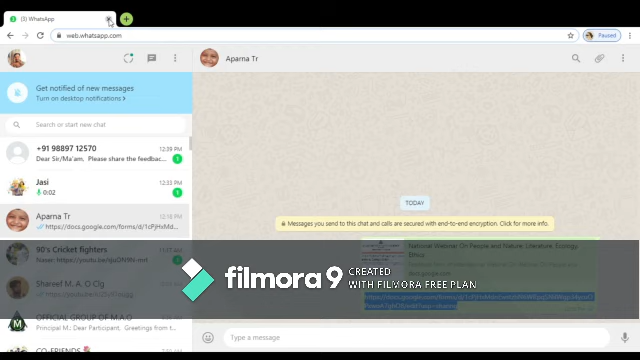 (3) WhatsApp
web.whatsapp.com
Paused
Aparna Tr
Get notified of new messages
Turn on desktop notifications >
Search or start new chat
+91 98897 12570
12:39 PM
Dear Sir/Ma'am, Please share the feedbac...
1
Jasi
12:33 PM
0:02
1
Aparna Tr
12:18 PM
https://docs.google.com/forms/d/1cFjHxMd...
90's Cricket fighters
Naser: https://youtu.be/
1
Shareef M. A. O Clg
OFFICIAL GROUP OF M.A.O
Principal M.: Dear Participant, Greetings from t...
CO-FRIENDS
TODAY
Messages you send to this chat and calls are secured with end-to-end encryption. Click for more info.
National Webinar On People and Nature: Literature, Ecology,
Ethics
docs.google.com
filmora 9
CREATED
WITH FILMORA FREE PLAN
Type a message